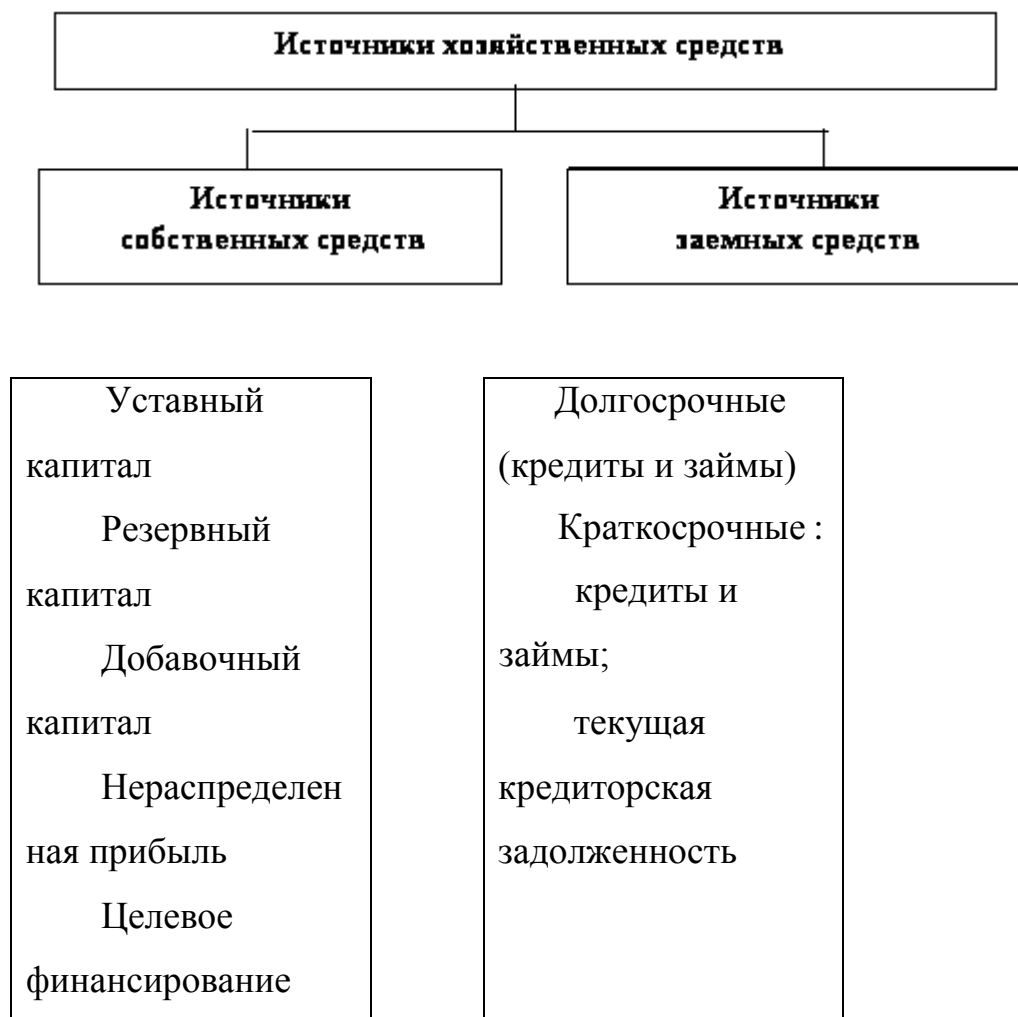 Источники хозяйственных средств
Источники
собственных средств
Источники
заемных средств
Уставный
капитал
Резервный
капитал
Добавочный
капитал
Нераспределен
ная прибыль
Целевое
финансирование
Долгосрочные
(кредиты и займы)
Краткосрочные :
кредиты и
займы;
текущая
кредиторская
задолженность